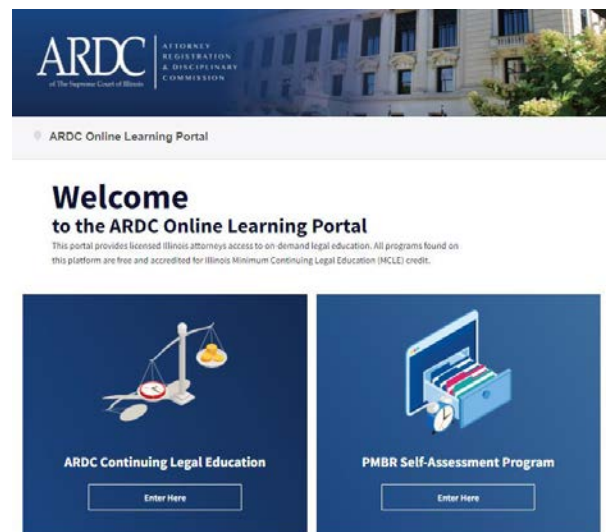 ARDC
of The Supreme Court of Illinois
ATTORNEY
REGISTRATION
& DISCIPLINARY
COMMISSION
ARDC Online Learning Portal
Welcome
to the ARDC Online Learning Portal
This portal provides licensed Illinois attorneys access to on-demand legal education. All programs found on
this platform are free and accredited for Illinois Minimum Continuing Legal Education (MCLE) credit.
ARDC Continuing Legal Education
Enter Here
PMBR Self-Assessment Program
Enter Here